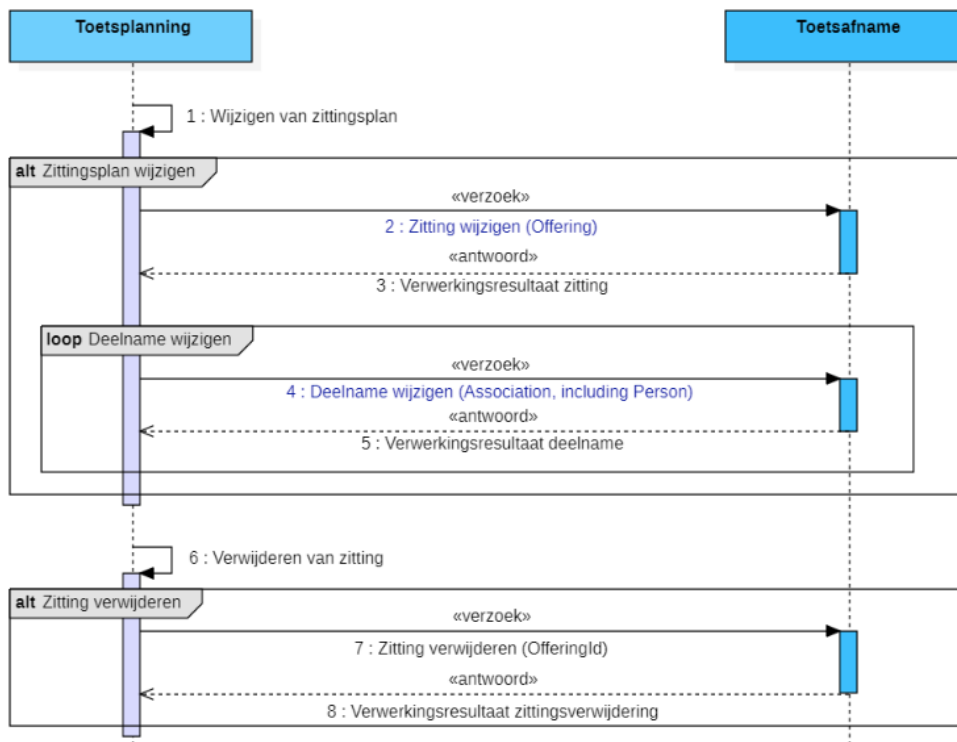 Toetsplanning
Toetsafname
1 : Wijzigen van zittingsplan
alt Zittingsplan wijzigen
«verzoek»
2 : Zitting wijzigen (Offering)
«antwoord»
3 : Verwerkingsresultaat zitting
loop Deelname wijzigen
«verzoek»
4 : Deelname wijzigen (Association, including Person)
«antwoord»
5 : Verwerkingsresultaat deelname
6 : Verwijderen van zitting
alt Zitting verwijderen
«verzoek»
7 : Zitting verwijderen (OfferingId)
«antwoord»
8 : Verwerkingsresultaat zittingsverwijdering